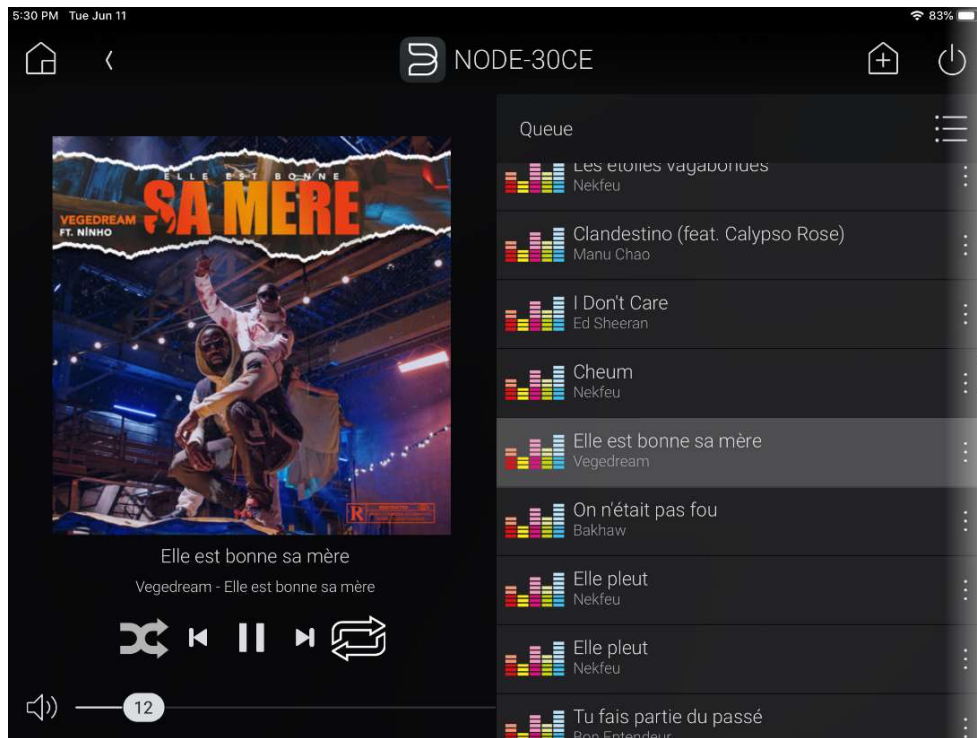 5:30 PM Tue Jun 11
83%
NODE-30CE
ELLE EST BONNE
SA MERE
VEGEDREAM
FT. NINHO
R
Elle est bonne sa mère
Vegedream - Elle est bonne sa mère
12
Queue
Les étoiles vagabondes
Nekfeu
Clandestino (feat. Calypso Rose)
Manu Chao
I Don't Care
Ed Sheeran
Cheum
Nekfeu
Elle est bonne sa mère
Vegedream
On n'était pas fou
Bakhaw
Elle pleut
Nekfeu
Elle pleut
Nekfeu
Tu fais partie du passé
Bon Entendeur